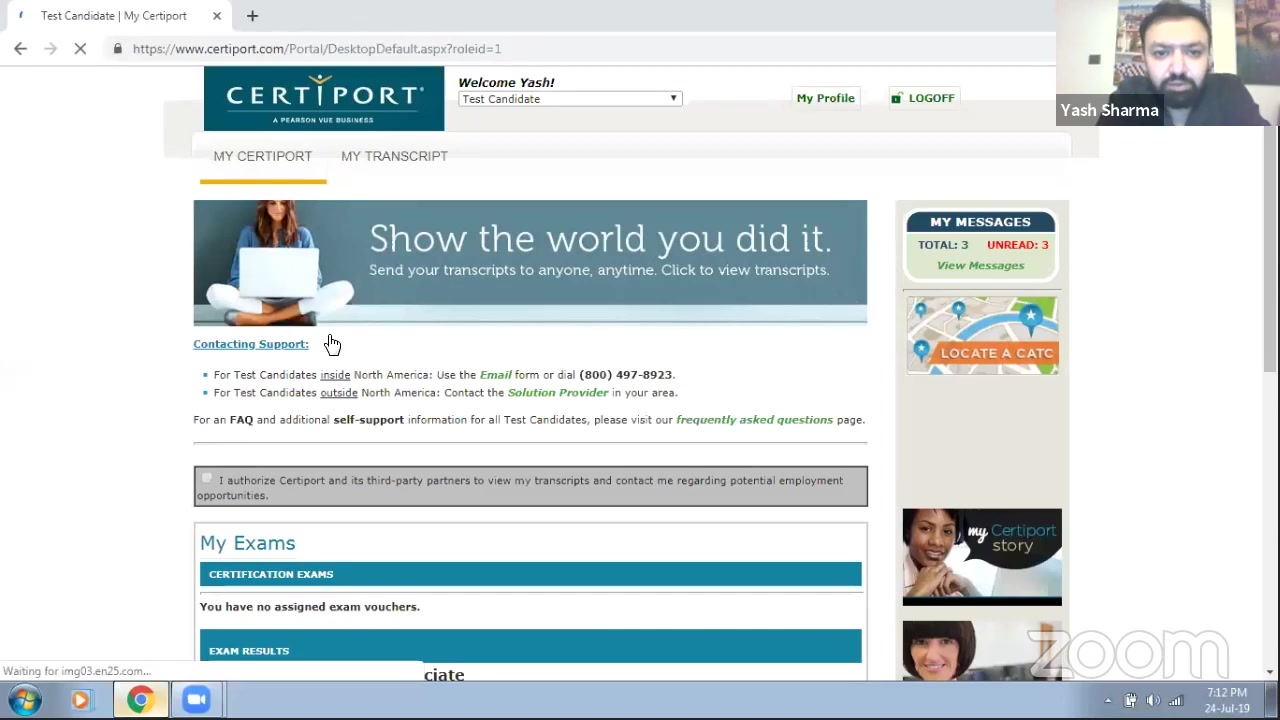 Test Candidate | My Certiport
https://www.certiport.com/Portal/DesktopDefault.aspx?roleid=1
Yash Sharma
CERTIPORT
A PEARSON VUE BUSINESS
Welcome Yash!
Test Candidate
My Profile
LOGOFF
MY CERTIPORT
MY TRANSCRIPT
Show the world you did it.
Send your transcripts to anyone, anytime. Click to view transcripts.
MY MESSAGES
TOTAL: 3 UNREAD: 3
View Messages
LOCATE A CATC
Contacting Support:
For Test Candidates inside North America: Use the Email form or dial (800) 497-8923.
For Test Candidates outside North America: Contact the Solution Provider in your area.
For an FAQ and additional self-support information for all Test Candidates, please visit our frequently asked questions page.
I authorize Certiport and its third-party partners to view my transcripts and contact me regarding potential employment
opportunities.
my Certiport
story
My Exams
CERTIFICATION EXAMS
You have no assigned exam vouchers.
EXAM RESULTS
ciate
zoom
Waiting for img03.en25.com...
7:12 PM
24-Jul-19